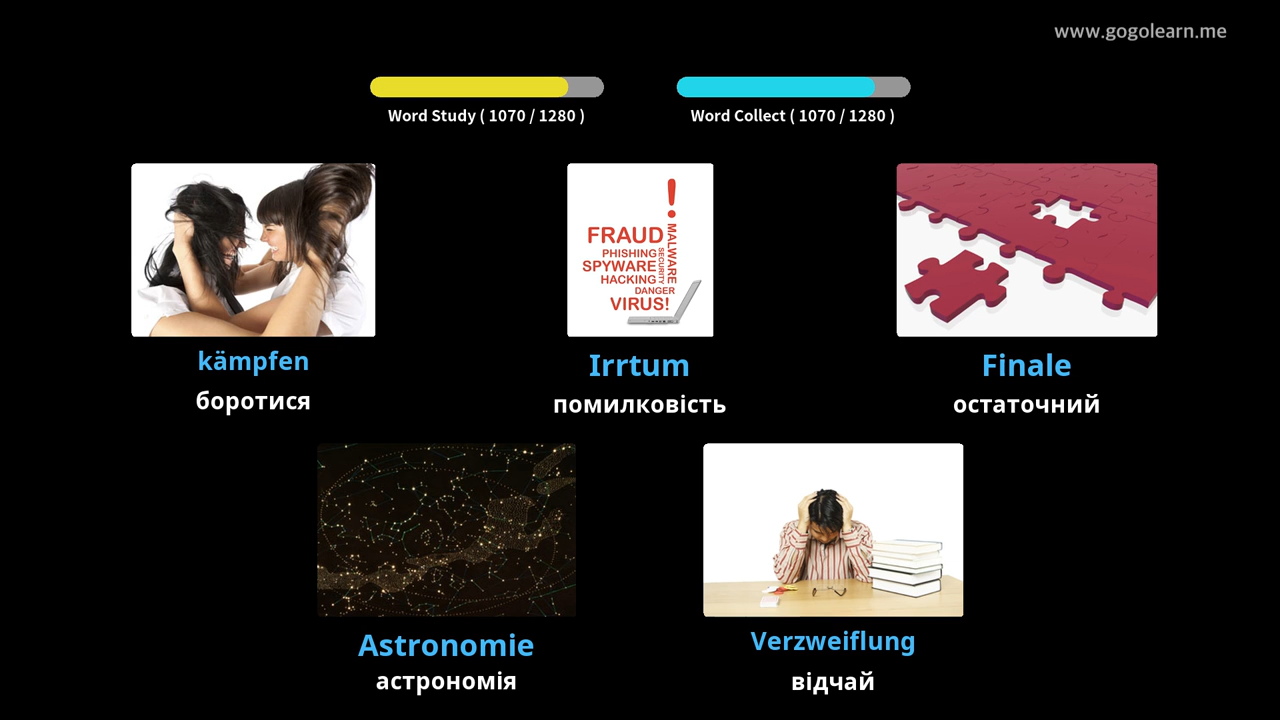 www.gogolearn.me
Word Study ( 1070 / 1280 )
Word Collect ( 1070 / 1280 )
!
FRAUD
PHISHING
SPYWARE
HACKING
DANGER
VIRUS!
SECURITY
MALWARE
kämpfen
Irrtum
Finale
боротися
помилковість
остаточний
Astronomie
Verzweiflung
астрономія
відчай